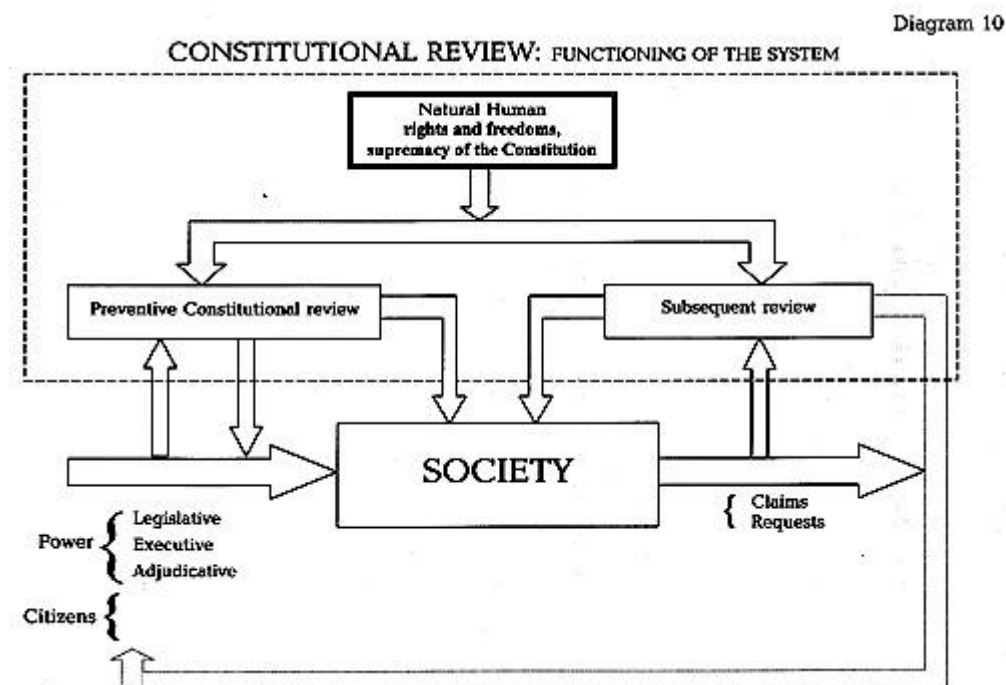 Diagram 10
CONSTITUTIONAL REVIEW: FUNCTIONING OF THE SYSTEM
Natural Human
rights and freedoms,
supremacy of the Constitution
Preventive Constitutional review
Subsequent review
SOCIETY
Claims
Requests
Power
Legislative
Executive
Adjudicative
Citizens